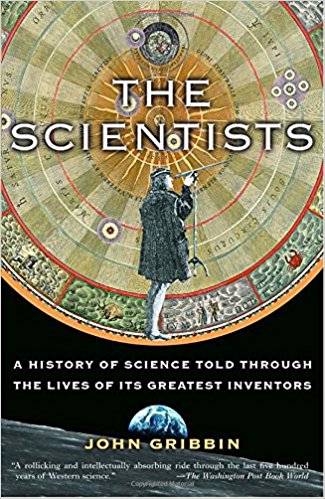 THE
SCIENTISTS
A HISTORY OF SCIENCE TOLD THROUGH
THE LIVES OF ITS GREATEST INVENTORS
JOHN GRIBBIN
"A rollicking and intellectually absorbing ride through the last five hundred
years of Western science." —The Washington Post Book World